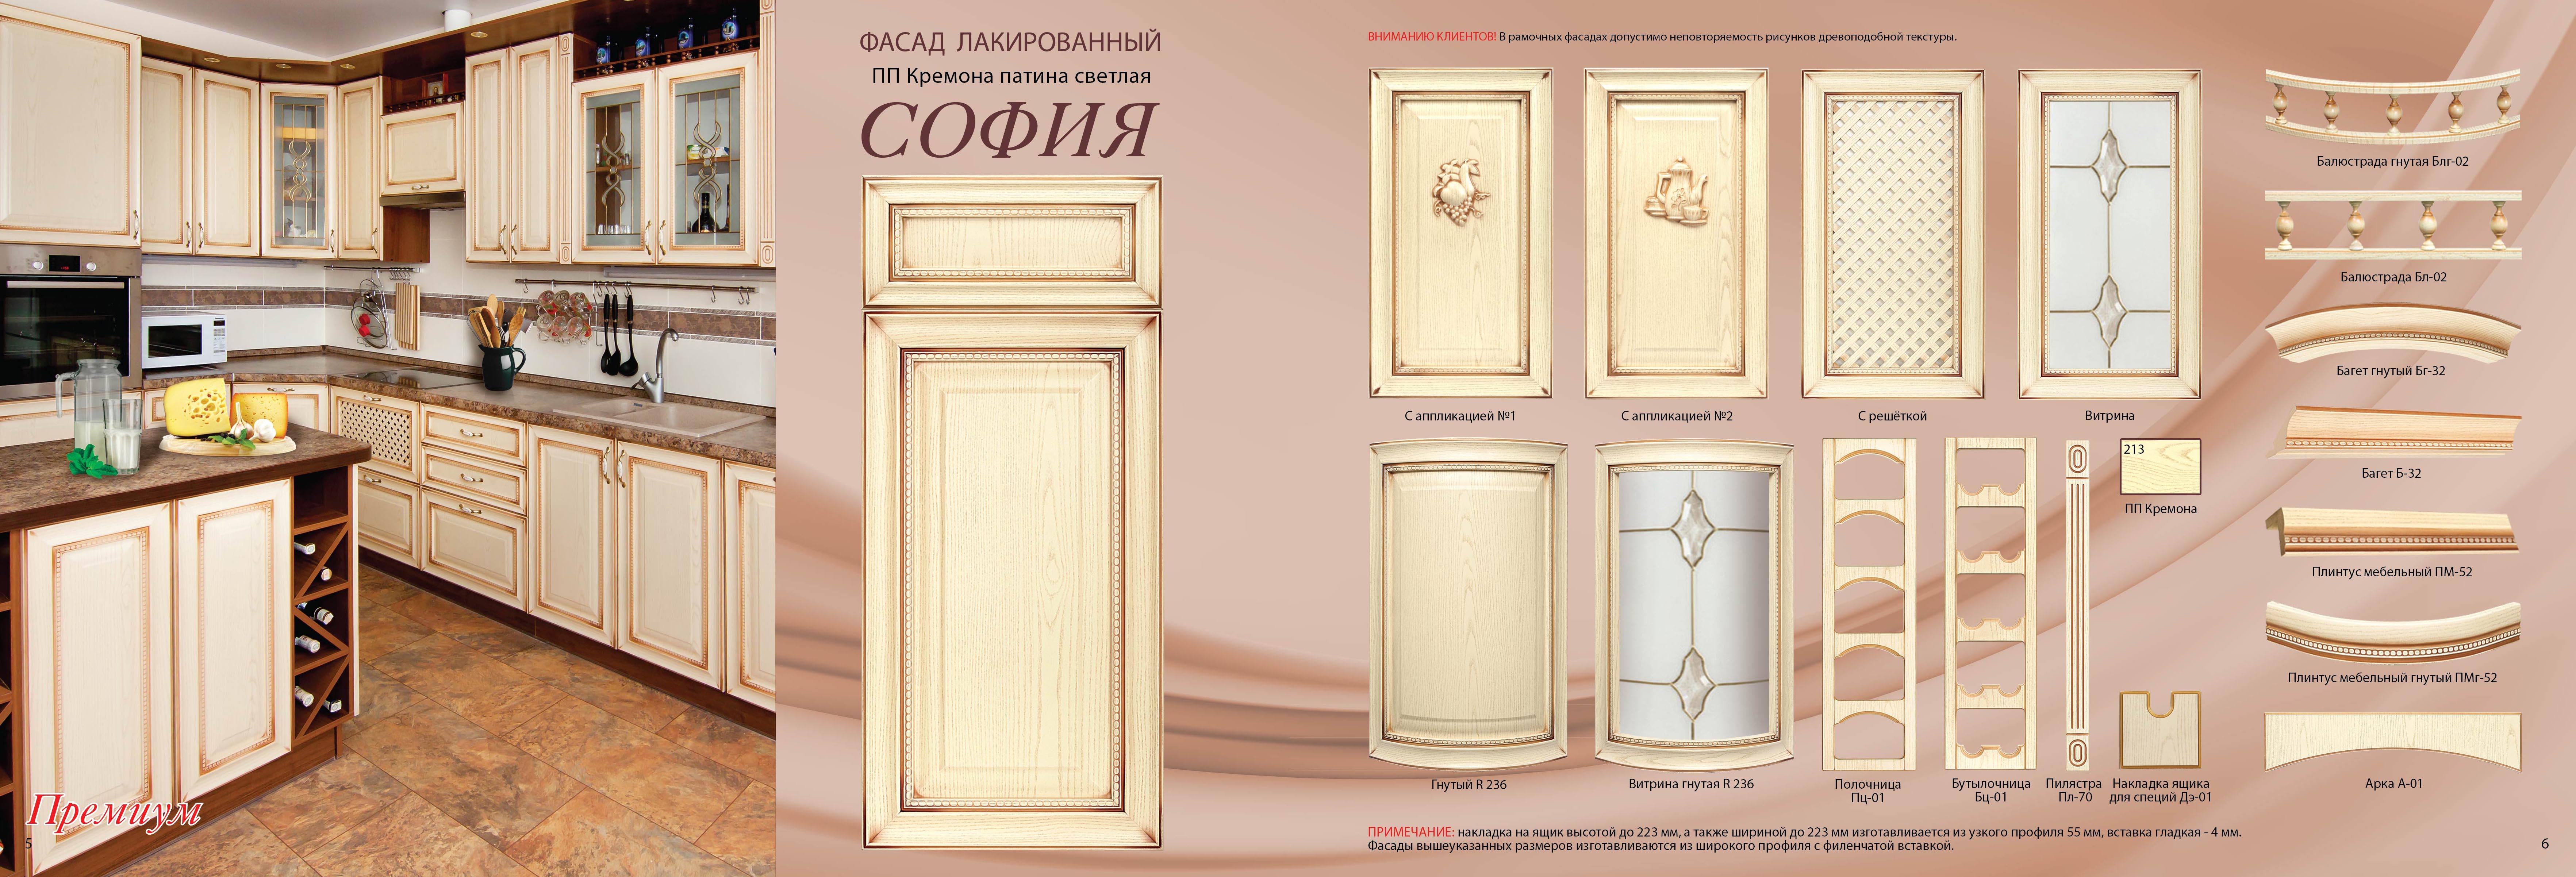 Премиум
5
ФАСАД ЛАКИРОВАННЫЙ
ПП Кремона патина светлая
СОФИЯ
ВНИМАНИЮ КЛИЕНТОВ! В рамочных фасадах допустимо неповторяемость рисунков древоподобной текстуры.
С аппликацией №1
С аппликацией №2
С решёткой
Витрина
Гнутый R 236
Витрина гнутая R 236
Полочница
Пц-01
Бутылочница
Бц-01
Пилястра
Пл-70
213
ПП Кремона
Накладка ящика
для специй Дэ-01
Балюстрада гнутая Блг-02
Балюстрада Бл-02
Багет гнутый Бг-32
Багет Б-32
Плинтус мебельный ПМ-52
Плинтус мебельный гнутый ПМг-52
Арка А-01
ПРИМЕЧАНИЕ: накладка на ящик высотой до 223 мм, а также шириной до 223 мм изготавливается из узкого профиля 55 мм, вставка гладкая - 4 мм.
Фасады вышеуказанных размеров изготавливаются из широкого профиля с филенчатой вставкой.
6